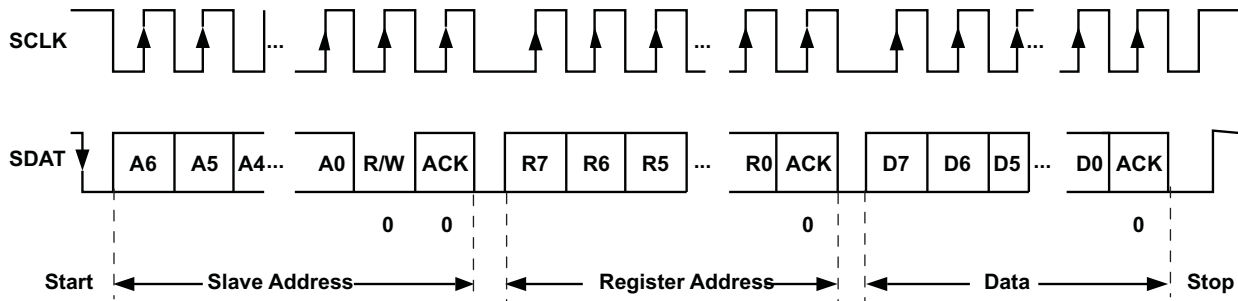 SCLK ... ... ...
SDAT A6 A5 A4... A0 R/W ACK R7 R6 R5 ... R0 ACK D7 D6 D5 ... D0 ACK
0 0 0 0
Start Slave Address Register Address Data Stop